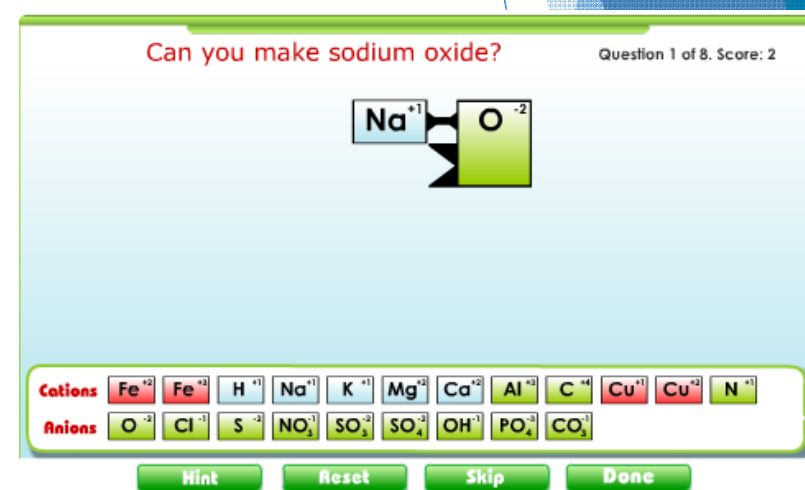 Can you make sodium oxide? Question 1 of 8. Score: 2
Na+1 O-2
Cations Fe+2 Fe+3 H+1 Na+1 K+1 Mg+2 Ca+2 Al+3 C+4 Cu+1 Cu+2 N+1
Anions O-2 Cl-1 S-2 NO3-1 SO3-2 SO4-2 OH-1 PO4-3 CO3-1
Hint Reset Skip Done